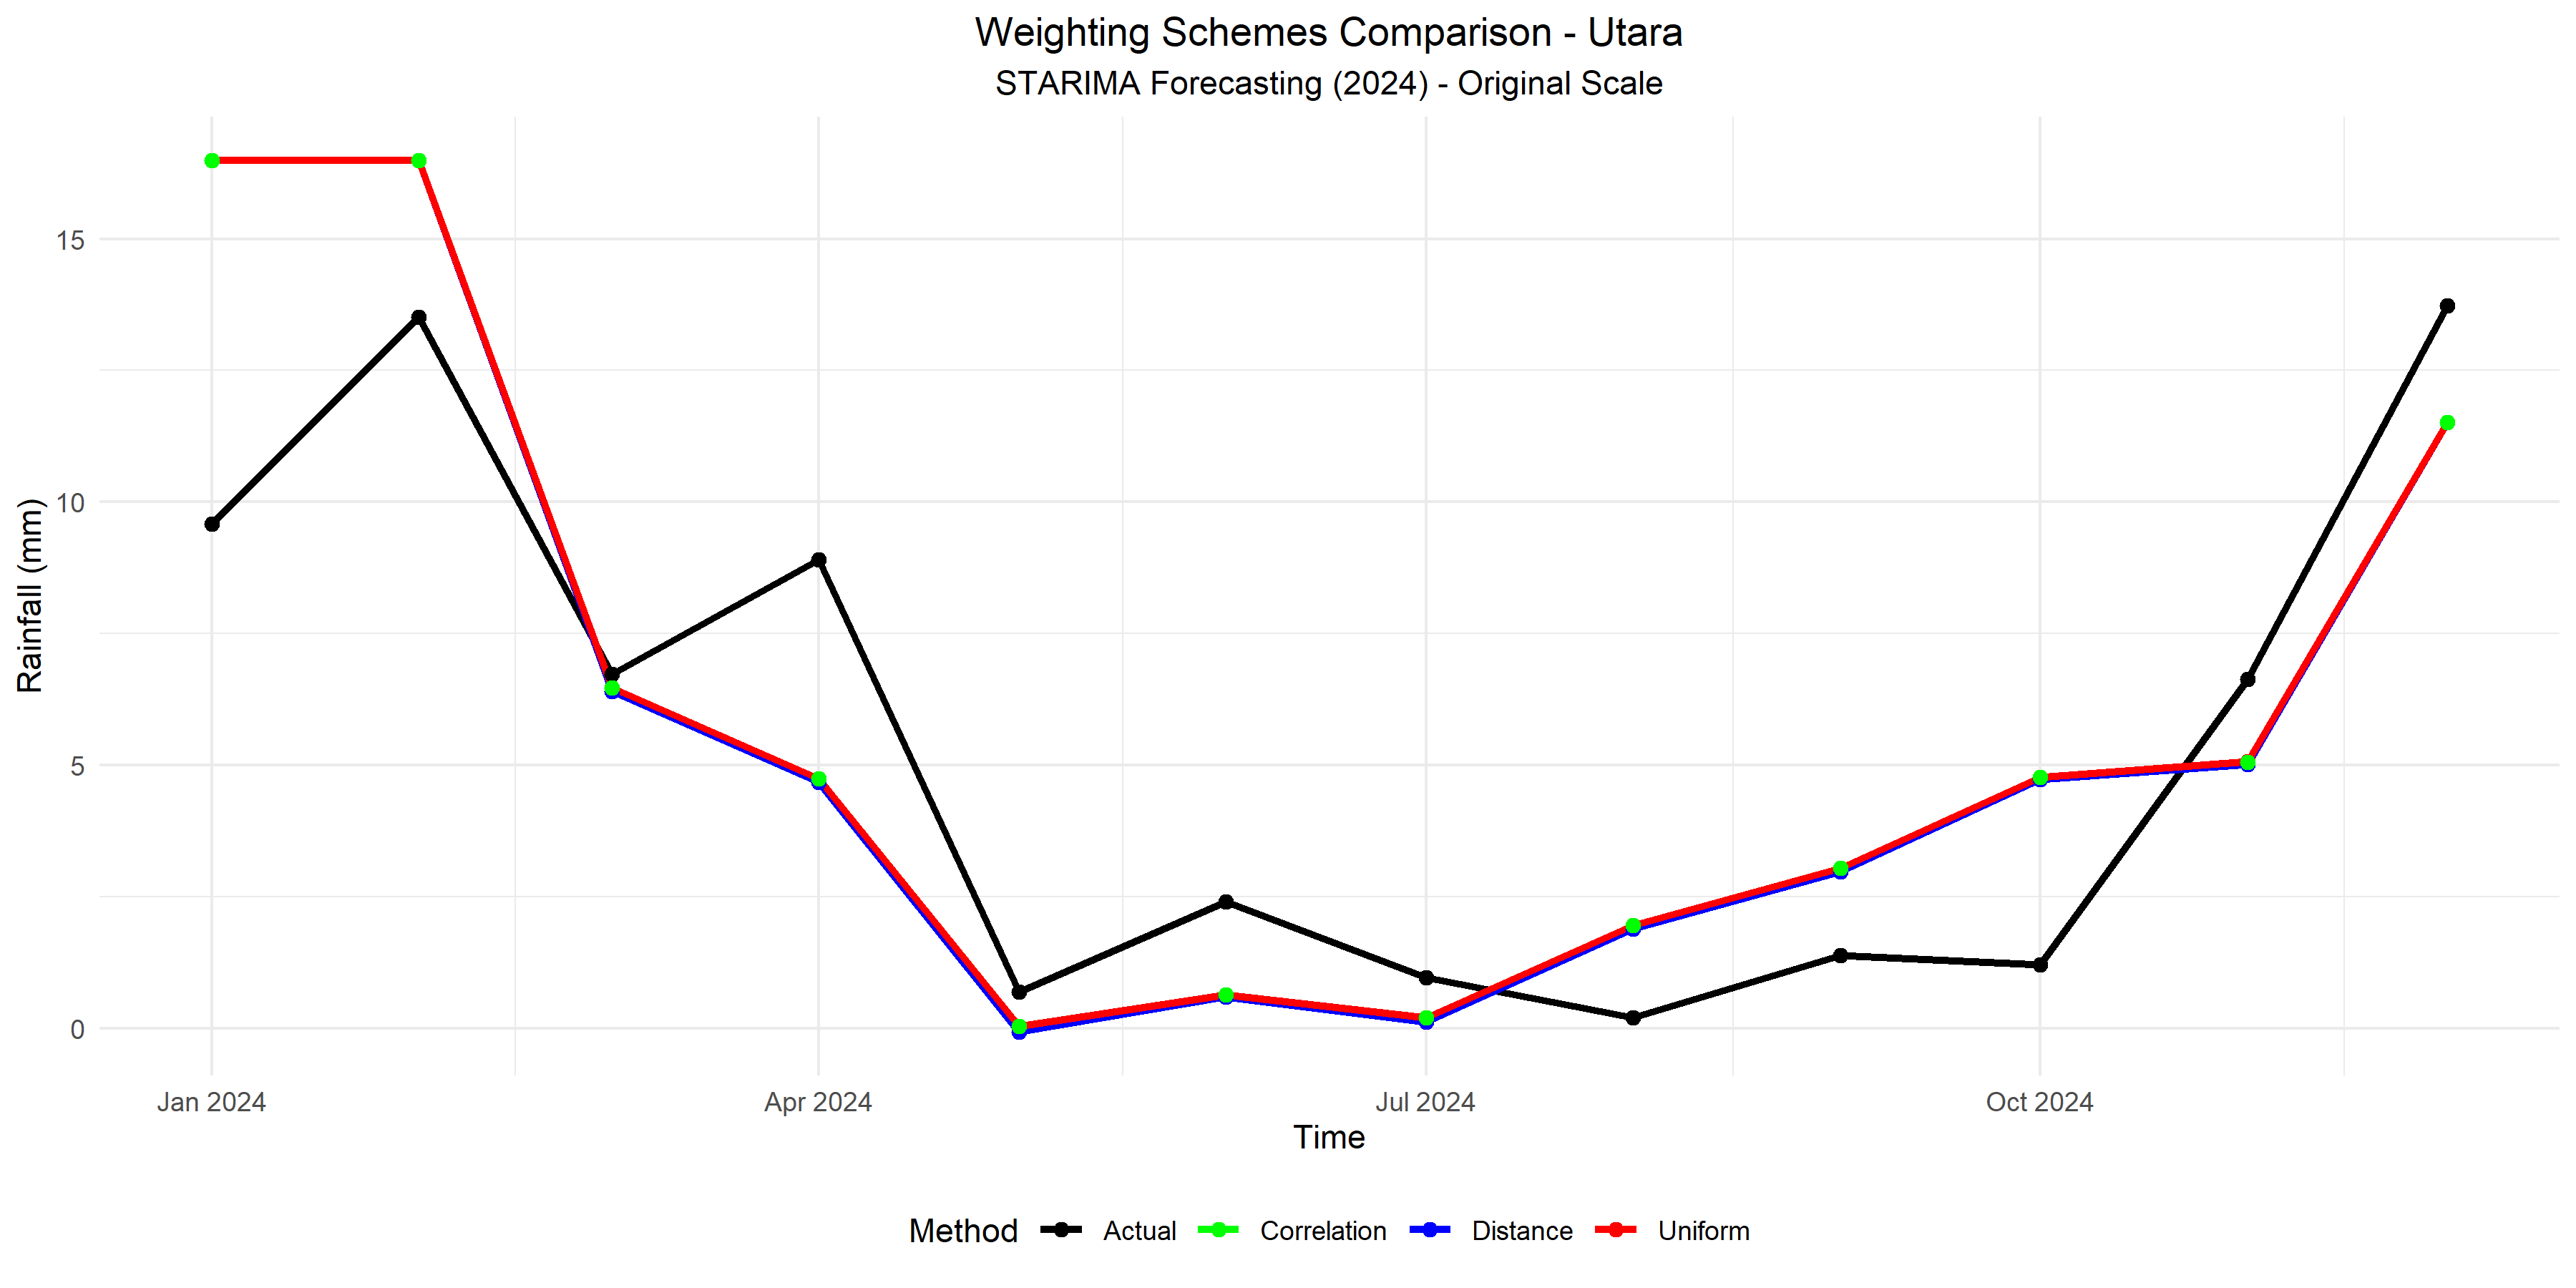 Weighting Schemes Comparison - Utara
STARIMA Forecasting (2024) - Original Scale
Rainfall (mm)
15
10
5
0
Jan 2024 Apr 2024 Jul 2024 Oct 2024
Time
Method Actual Correlation Distance Uniform